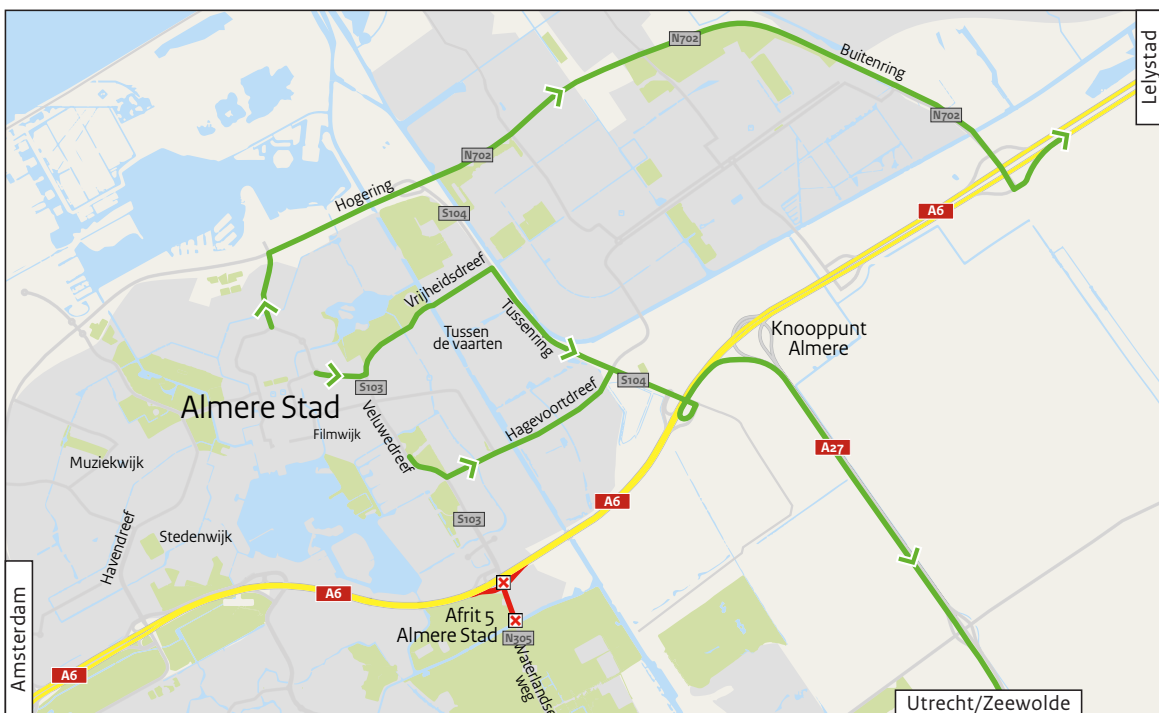 N702
N702
Buitenring
Lelystad
N702
N702
Hogering
S104
A6
Vrijheidsdreef
Tussenring
Tussen
de vaarten
Knooppunt
Almere
S103
S104
Almere Stad
Filmwijk
Veluwedreef
Hagevoortdreef
Muziekwijk
A27
A6
S103
Stedenwijk
Havendreef
A6
Afrit 5
Almere Stad
N305
Waterlandse
weg
Amsterdam
A6
Utrecht/Zeewolde